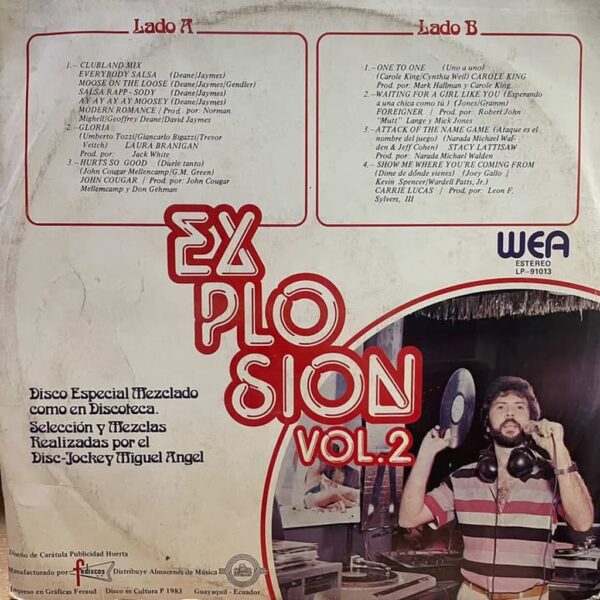 Lado A
1.– CLUBLAND MIX
EVERYBODY SALSA (Deane/Jaymes)
MOOSE ON THE LOOSE (Deane/Jaymes/Gendler)
SALSA RAPP - SODY (Deane/Jaymes)
AY AY AY AY MOOSEY (Deane/Jaymes)
MODERN ROMANCE / Prod. por: Norman
Mighell/Geoffrey Deane/David Jaymes
2.– GLORIA
(Umberto Tozzi/Giancarlo Bigazzi/Trevor
Veitch) LAURA BRANIGAN
Prod. por: Jack White
3.– HURTS SO GOOD (Duele tanto)
(John Cougar Mellencamp/G.M. Green)
JOHN COUGAR / Prod. por: John Cougar
Mellemcamp y Don Gehman
Lado B
1.–ONE TO ONE (Uno a uno)
(Carole King/Cynthia Weil) CAROLE KING
Prod. por: Mark Hallman y Carole King
2.–WAITING FOR A GIRL LIKE YOU (Esperando
a una chica como tú) (Jones/Gramm)
FOREIGNER / Prod. por: Robert John
"Mutt" Lange y Mick Jones
3.–ATTACK OF THE NAME GAME (Ataque es el
nombre del juego) (Narada Michael Wal-
den & Jeff Cohen) STACY LATTISAW
Prod. por: Narada Michael Walden
4.–SHOW ME WHERE YOU'RE COMING FROM
(Dime de dónde vienes) (Joey Gallo /
Kevin Spencer/Wardell Patts, Jr.)
CARRIE LUCAS / Prod. por: Leon F.
Sylvers, III
EX
PLO
SION
VOL.2
WEA
ESTEREO
LP-91013
Disco Especial Mezclado
como en Discoteca.
Selección y Mezclas
Realizadas por el
Disc-Jockey Miguel Angel
Diseño de Carátula Publicidad Huerta
Manufacturado por fediscos Distribuye Almacenes de Música
Impreso en Gráficas Feraud Disco és Cultura P 1983 Guayaquil - Ecuador